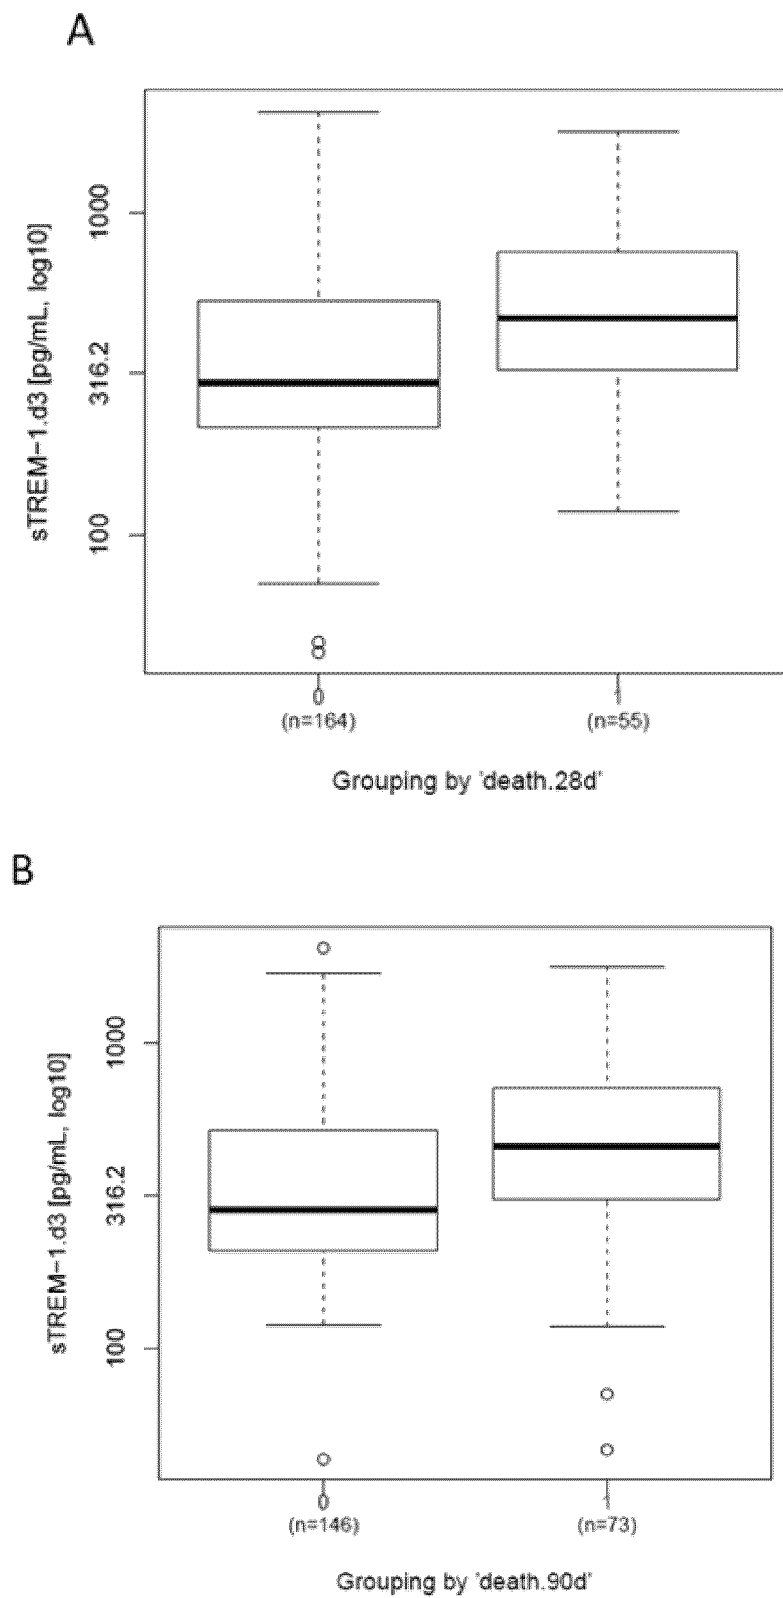 A
sTREM-1.d3 [pg/mL, log10]
1000
316.2
100
0
1
(n=164)
(n=55)
Grouping by 'death.28d'
B
sTREM-1.d3 [pg/mL, log10]
1000
316.2
100
0
1
(n=146)
(n=73)
Grouping by 'death.90d'